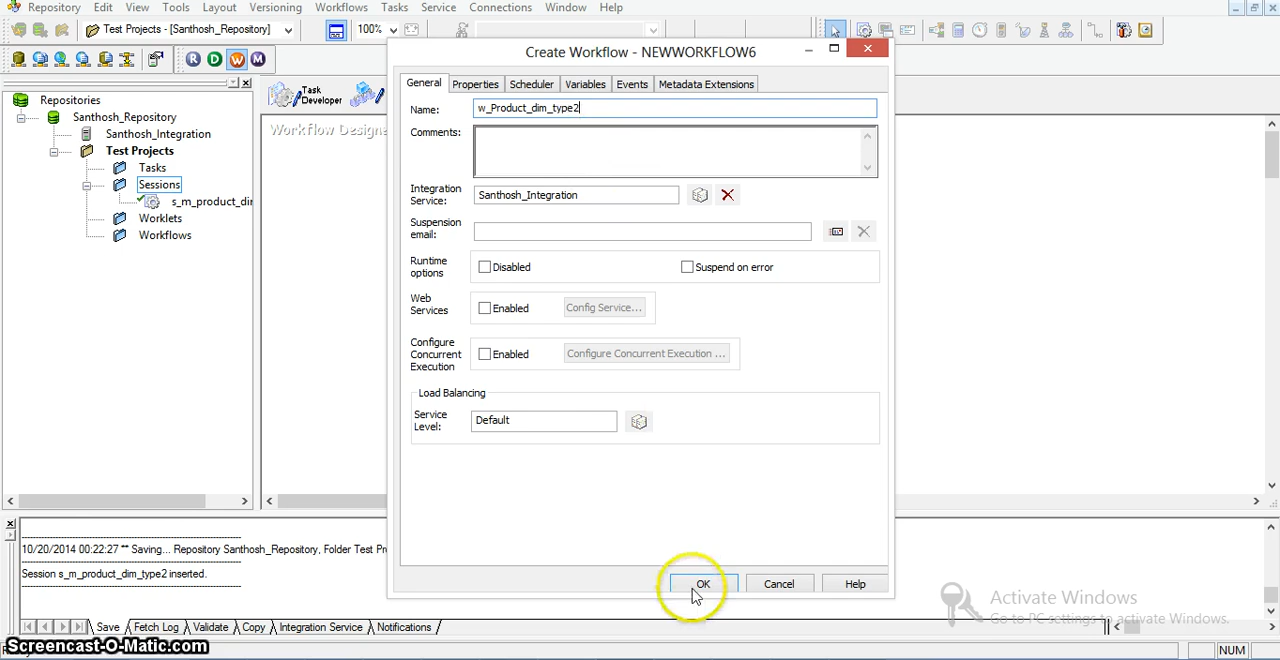 Repository Edit View Tools Layout Versioning Workflows Tasks Service Connections Window Help
Test Projects - [Santhosh_Repository] 100%
R D W M
Create Workflow - NEWWORKFLOW6
General Properties Scheduler Variables Events Metadata Extensions
Name: w_Product_dim_type2
Comments:
Integration Service: Santhosh_Integration
Suspension email:
Runtime options Disabled Suspend on error
Web Services Enabled Config Service...
Configure Concurrent Execution Enabled Configure Concurrent Execution ...
Load Balancing
Service Level: Default
OK Cancel Help
Repositories
Santhosh_Repository
Santhosh_Integration
Test Projects
Tasks
Sessions
s_m_product_di
Worklets
Workflows
Task Developer
Workflow Designe
10/20/2014 00:22:27 ** Saving... Repository Santhosh_Repository, Folder Test Pr
Session s_m_product_dim_type2 inserted.
Save Fetch Log Validate Copy Integration Service Notifications
Activate Windows
Go to PC settings to activate Windows.
Screencast-O-Matic.com
NUM